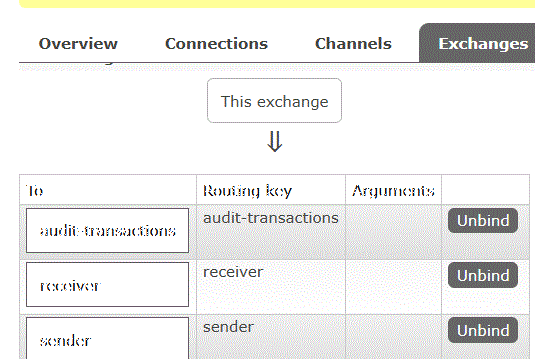 Overview Connections Channels Exchanges
This exchange
⇓
To Routing key Arguments
audit-transactions audit-transactions Unbind
receiver receiver Unbind
sender sender Unbind